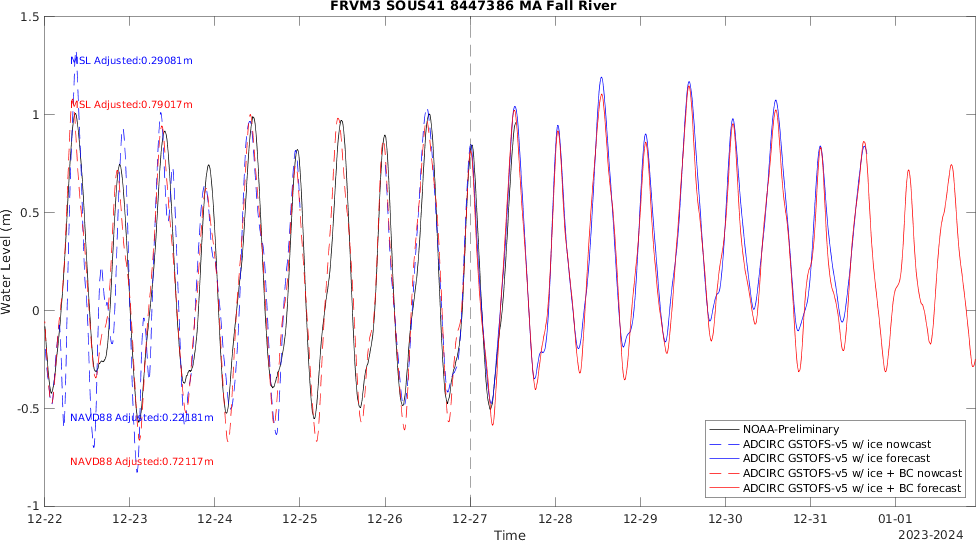 FRVM3 SOUS41 8447386 MA Fall River
1.5
1
0.5
0
-0.5
-1
Water Level (m)
MSL Adjusted:0.29081m
MSL Adjusted:0.79017m
NAVD88 Adjusted:0.22181m
NAVD88 Adjusted:0.72117m
NOAA-Preliminary
ADCIRC GSTOFS-v5 w/ ice nowcast
ADCIRC GSTOFS-v5 w/ ice forecast
ADCIRC GSTOFS-v5 w/ ice + BC nowcast
ADCIRC GSTOFS-v5 w/ ice + BC forecast
12-22 12-23 12-24 12-25 12-26 12-27 12-28 12-29 12-30 12-31 01-01
Time
2023-2024